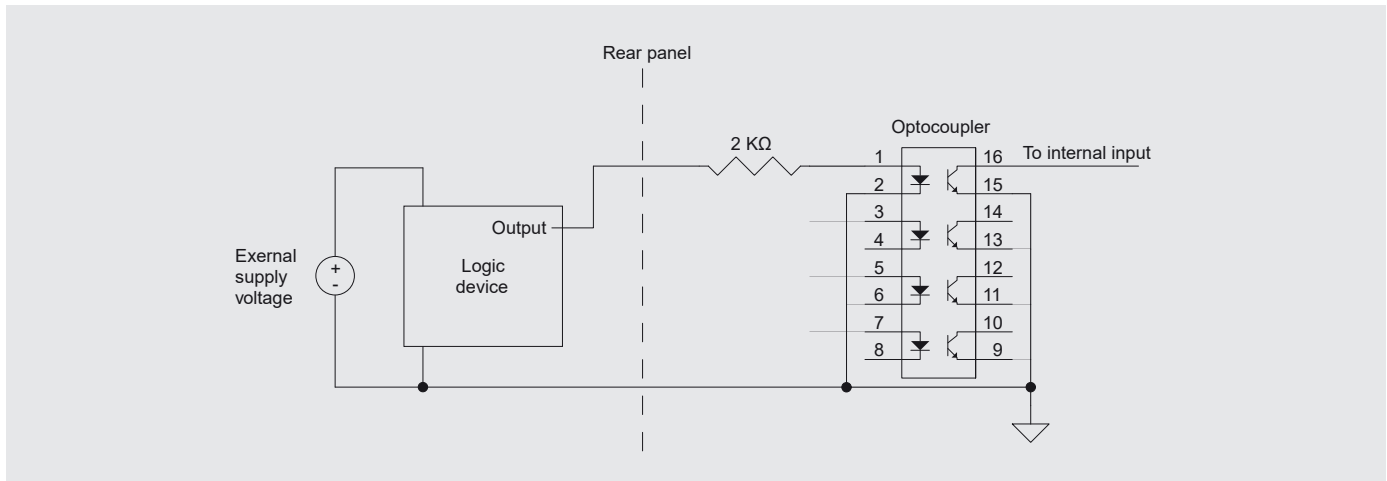 Rear panel
Optocoupler
2 KΩ
To internal input
Output
Logic
device
Exernal
supply
voltage
+
-
1
2
3
4
5
6
7
8
16
15
14
13
12
11
10
9